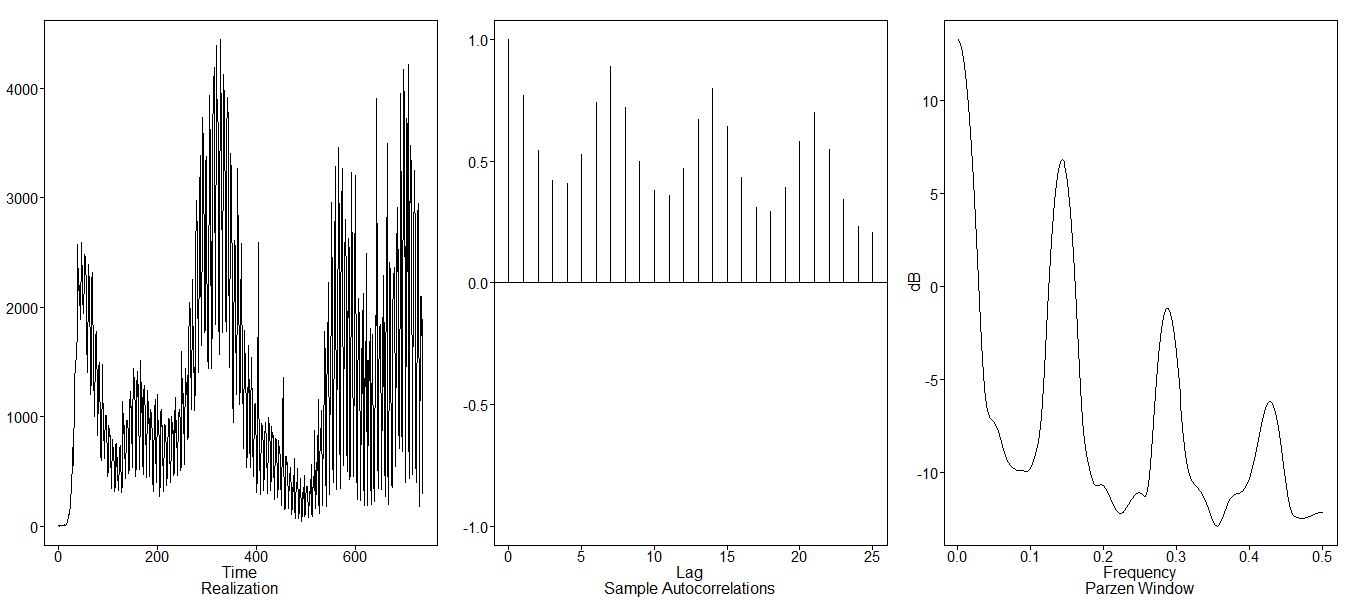 4000
3000
2000
1000
0
0 200 400 600
Time
Realization
1.0
0.5
0.0
-0.5
-1.0
0 5 10 15 20 25
Lag
Sample Autocorrelations
dB
10
5
0
-5
-10
0.0 0.1 0.2 0.3 0.4 0.5
Frequency
Parzen Window